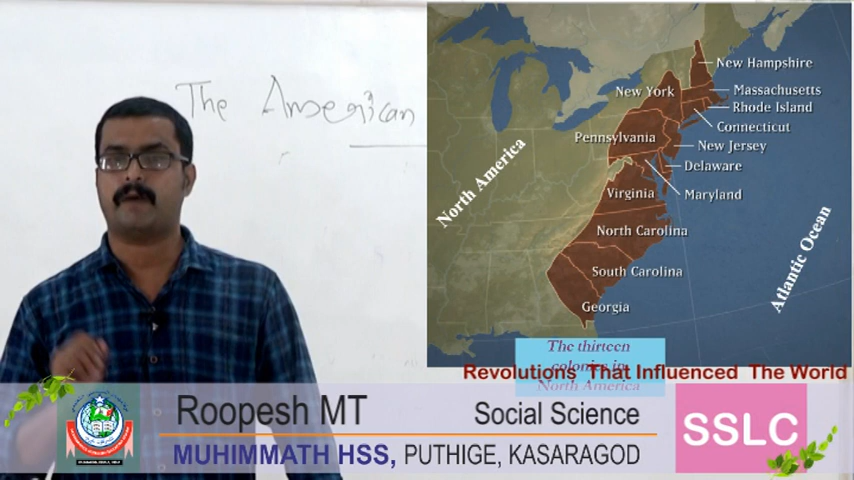 The American
New Hampshire
New York
Massachusetts
Rhode Island
Connecticut
Pennsylvania
New Jersey
Delaware
Virginia
Maryland
North America
North Carolina
South Carolina
Georgia
Atlantic Ocean
The thirteen
colonies in
North America
Revolutions That Influenced The World
Roopesh MT
Social Science
SSLC
MUHIMMATH HSS, PUTHIGE, KASARAGOD